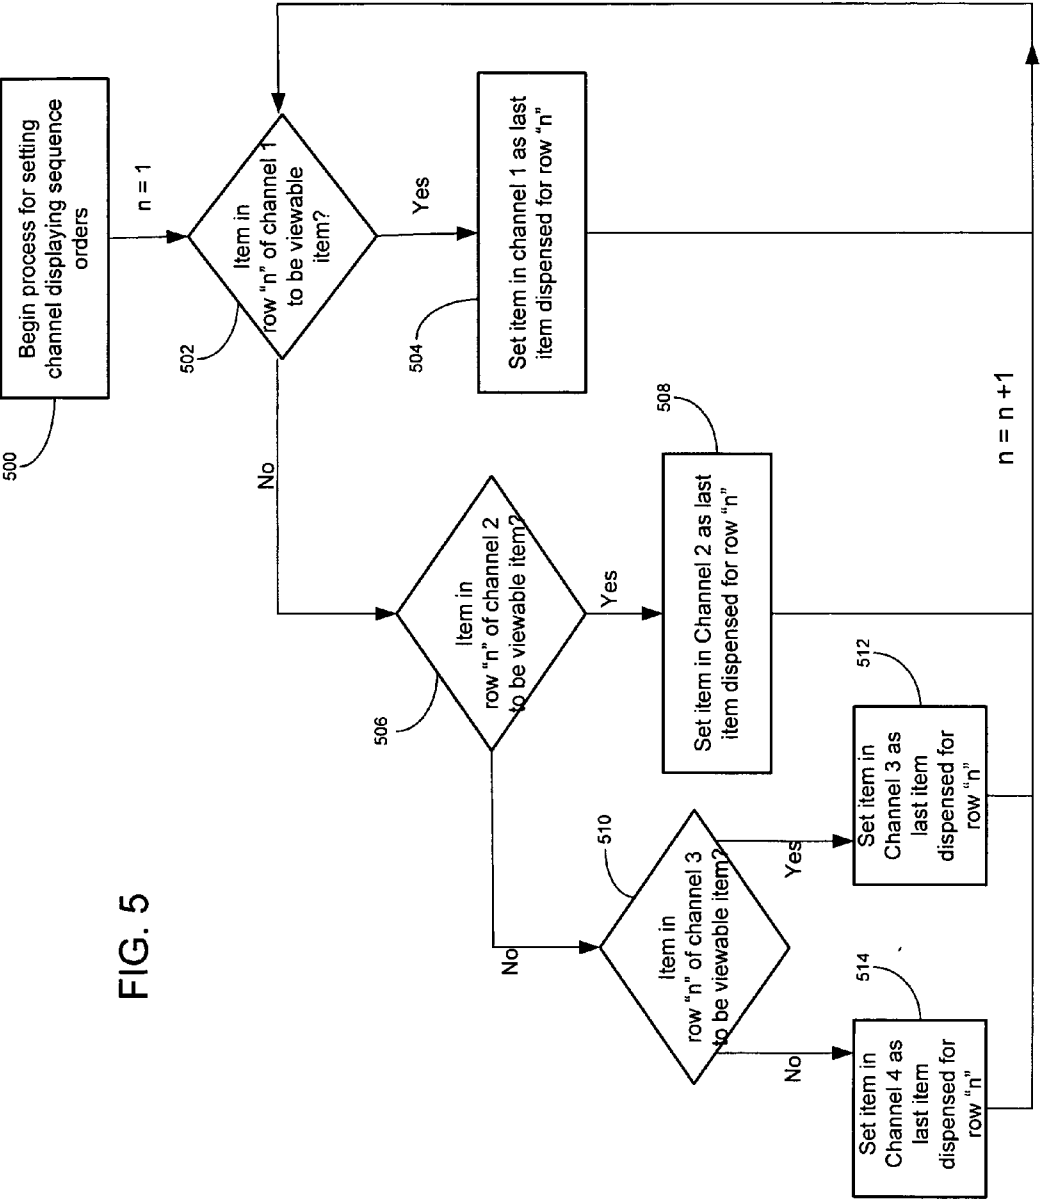 Begin process for setting
channel displaying sequence
orders
500
n = 1
Item in
row “n” of channel 1
to be viewable
item?
502
Yes
Set item in channel 1 as last
item dispensed for row “n”
504
No
Item in
row “n” of channel 2
to be viewable item?
506
Yes
Set item in Channel 2 as last
item dispensed for row “n”
508
No
Item in
row “n” of channel 3
to be viewable item?
510
Yes
Set item in
Channel 3 as
last item
dispensed for
row “n”
512
No
Set item in
Channel 4 as
last item
dispensed for
row “n”
514
n = n +1
FIG. 5